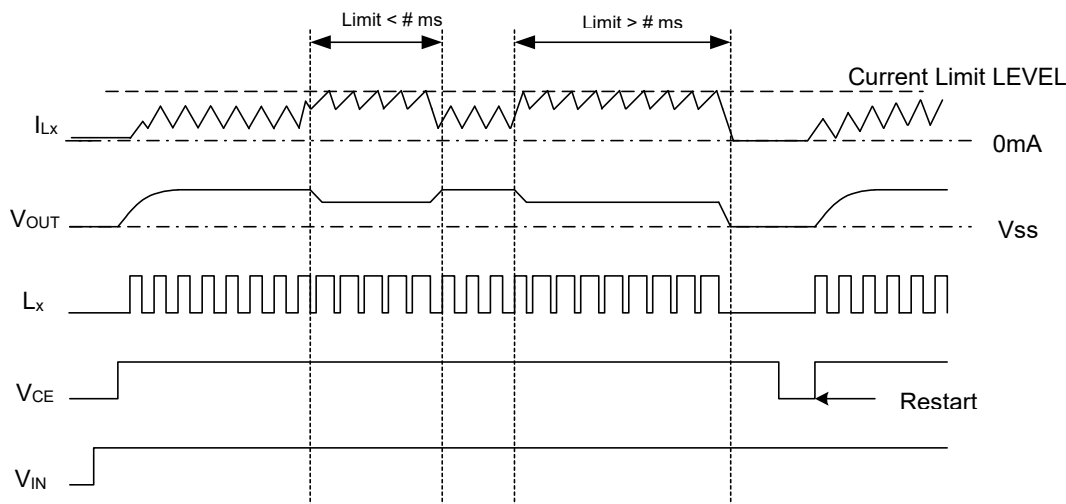 Limit < # ms
Limit > # ms
Current Limit LEVEL
ILx
0mA
VOUT
Vss
Lx
VCE
Restart
VIN